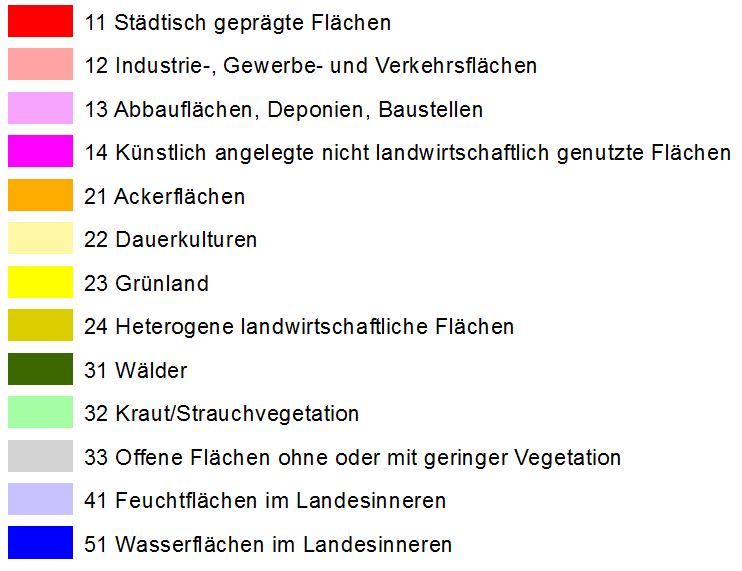 11 Städtisch geprägte Flächen
12 Industrie-, Gewerbe- und Verkehrsflächen
13 Abbauflächen, Deponien, Baustellen
14 Künstlich angelegte nicht landwirtschaftlich genutzte Flächen
21 Ackerflächen
22 Dauerkulturen
23 Grünland
24 Heterogene landwirtschaftliche Flächen
31 Wälder
32 Kraut/Strauchvegetation
33 Offene Flächen ohne oder mit geringer Vegetation
41 Feuchtflächen im Landesinneren
51 Wasserflächen im Landesinneren